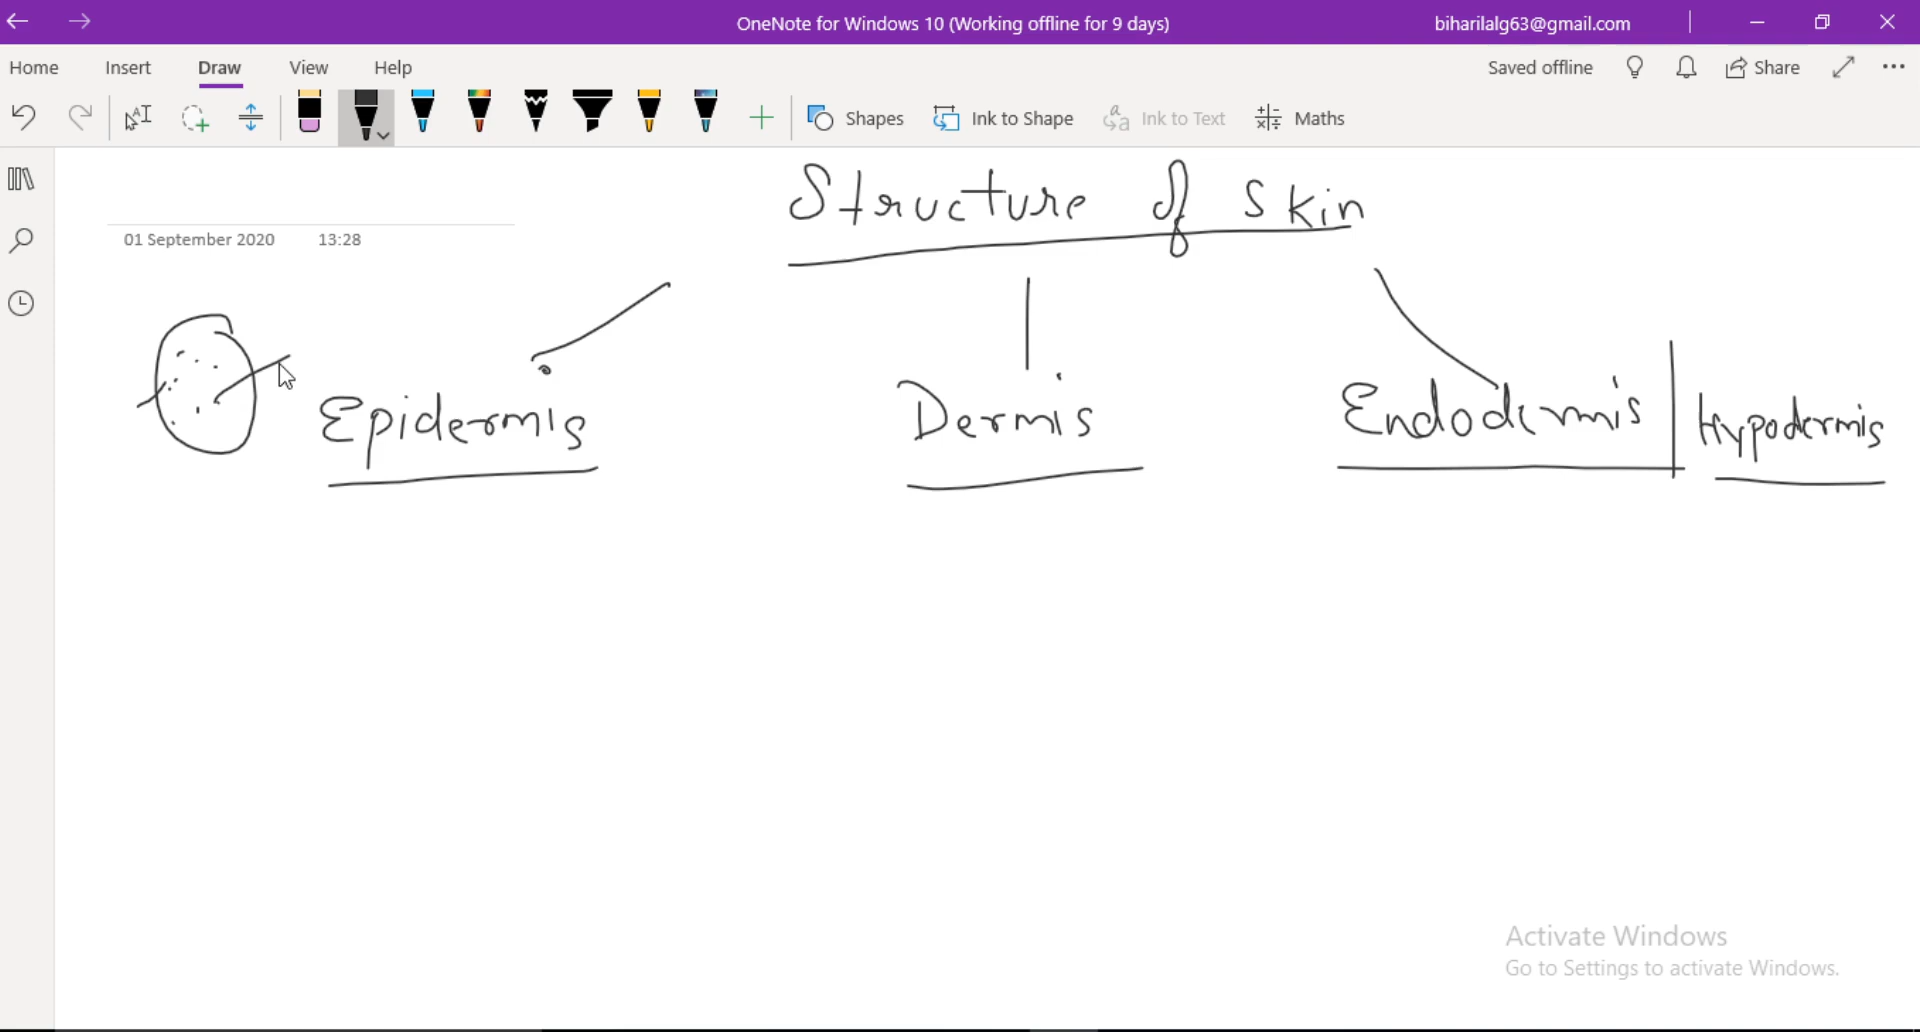 OneNote for Windows 10 (Working offline for 9 days) biharilalg63@gmail.com
Home Insert Draw View Help Saved offline Share
Shapes Ink to Shape Ink to Text Maths
Structure of Skin
01 September 2020 13:28
Epidermis Dermis Endodermis | Hypodermis
Activate Windows
Go to Settings to activate Windows.